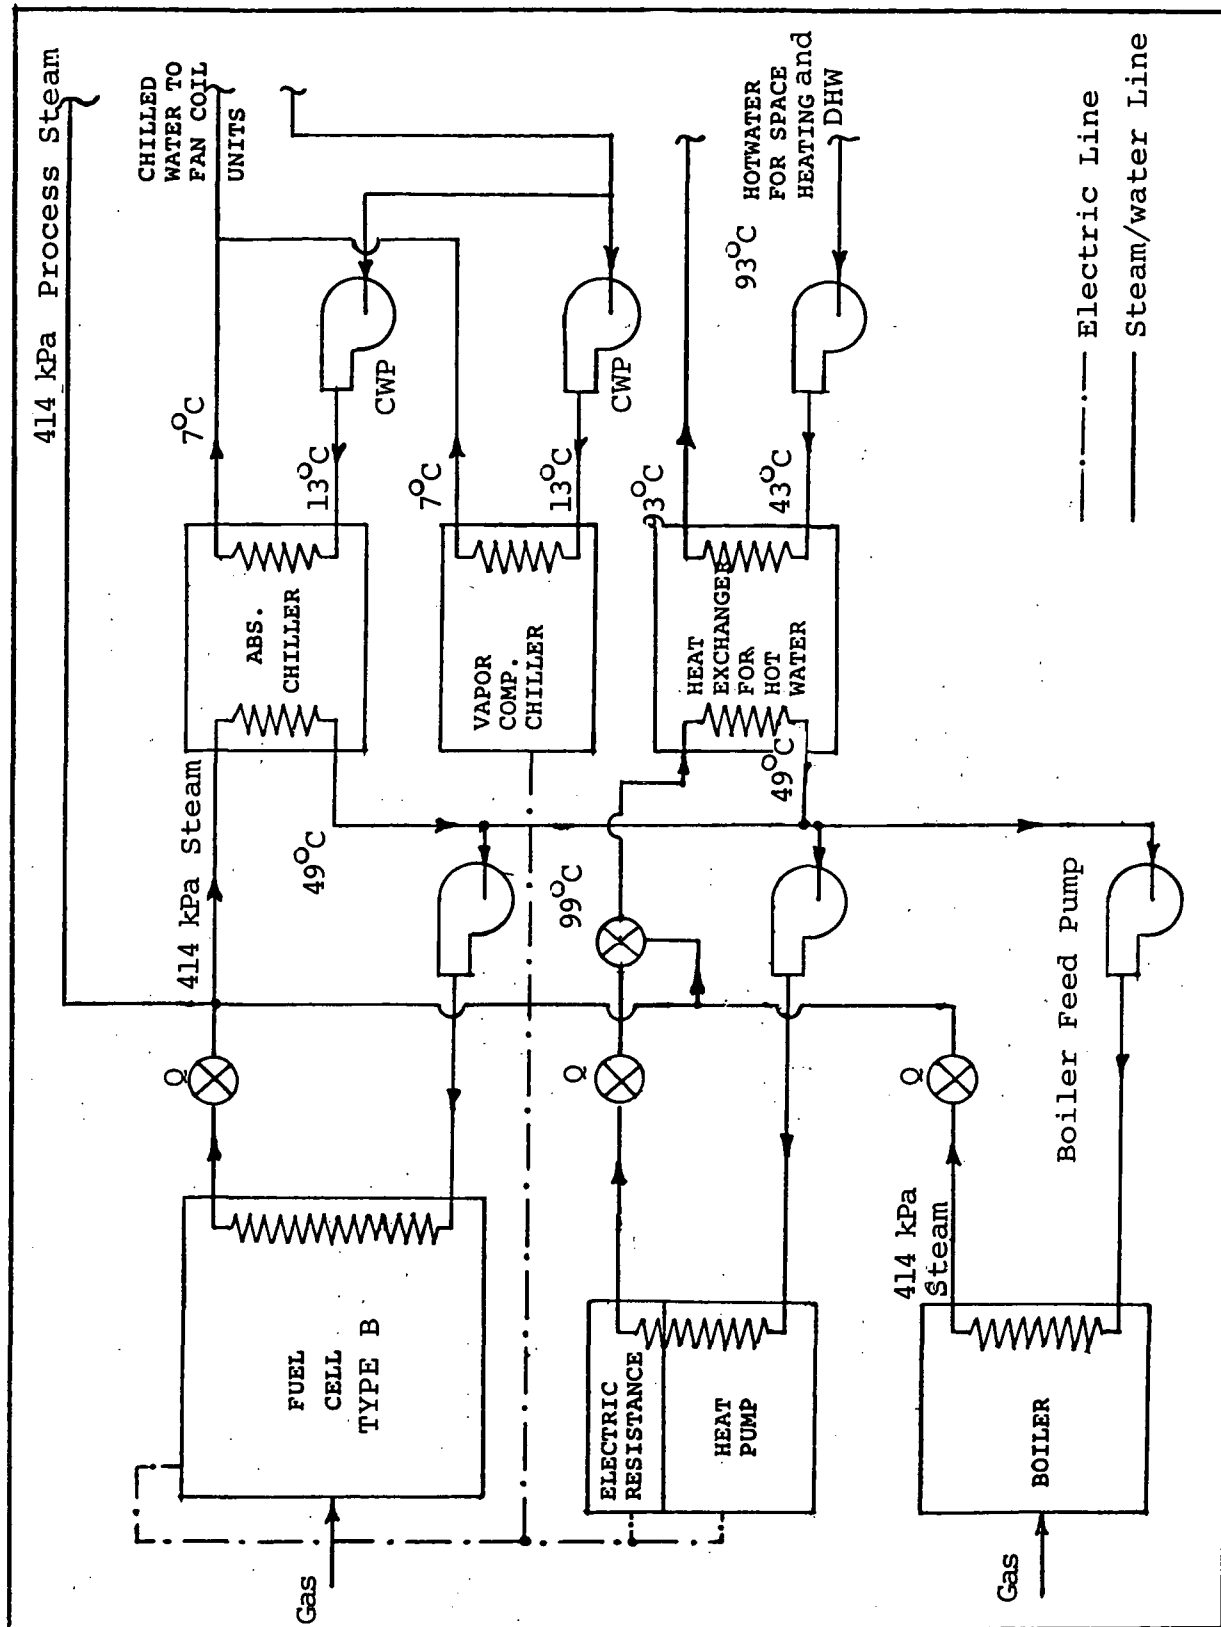 414 kPa Process Steam
CHILLED
WATER TO
FAN COIL
UNITS
7°C
13°C
CWP
7°C
13°C
CWP
HOTWATER
FOR SPACE
HEATING and
DHW
93°C
93°C
43°C
Electric Line
Steam/water Line
ABS.
CHILLER
VAPOR
COMP.
CHILLER
HEAT
EXCHANGER
FOR
HOT
WATER
414 kPa Steam
49°C
99°C
49°C
Boiler Feed Pump
Q
Q
Q
414 kPa
Steam
FUEL
CELL
TYPE B
ELECTRIC
RESISTANCE
HEAT
PUMP
BOILER
Gas
Gas